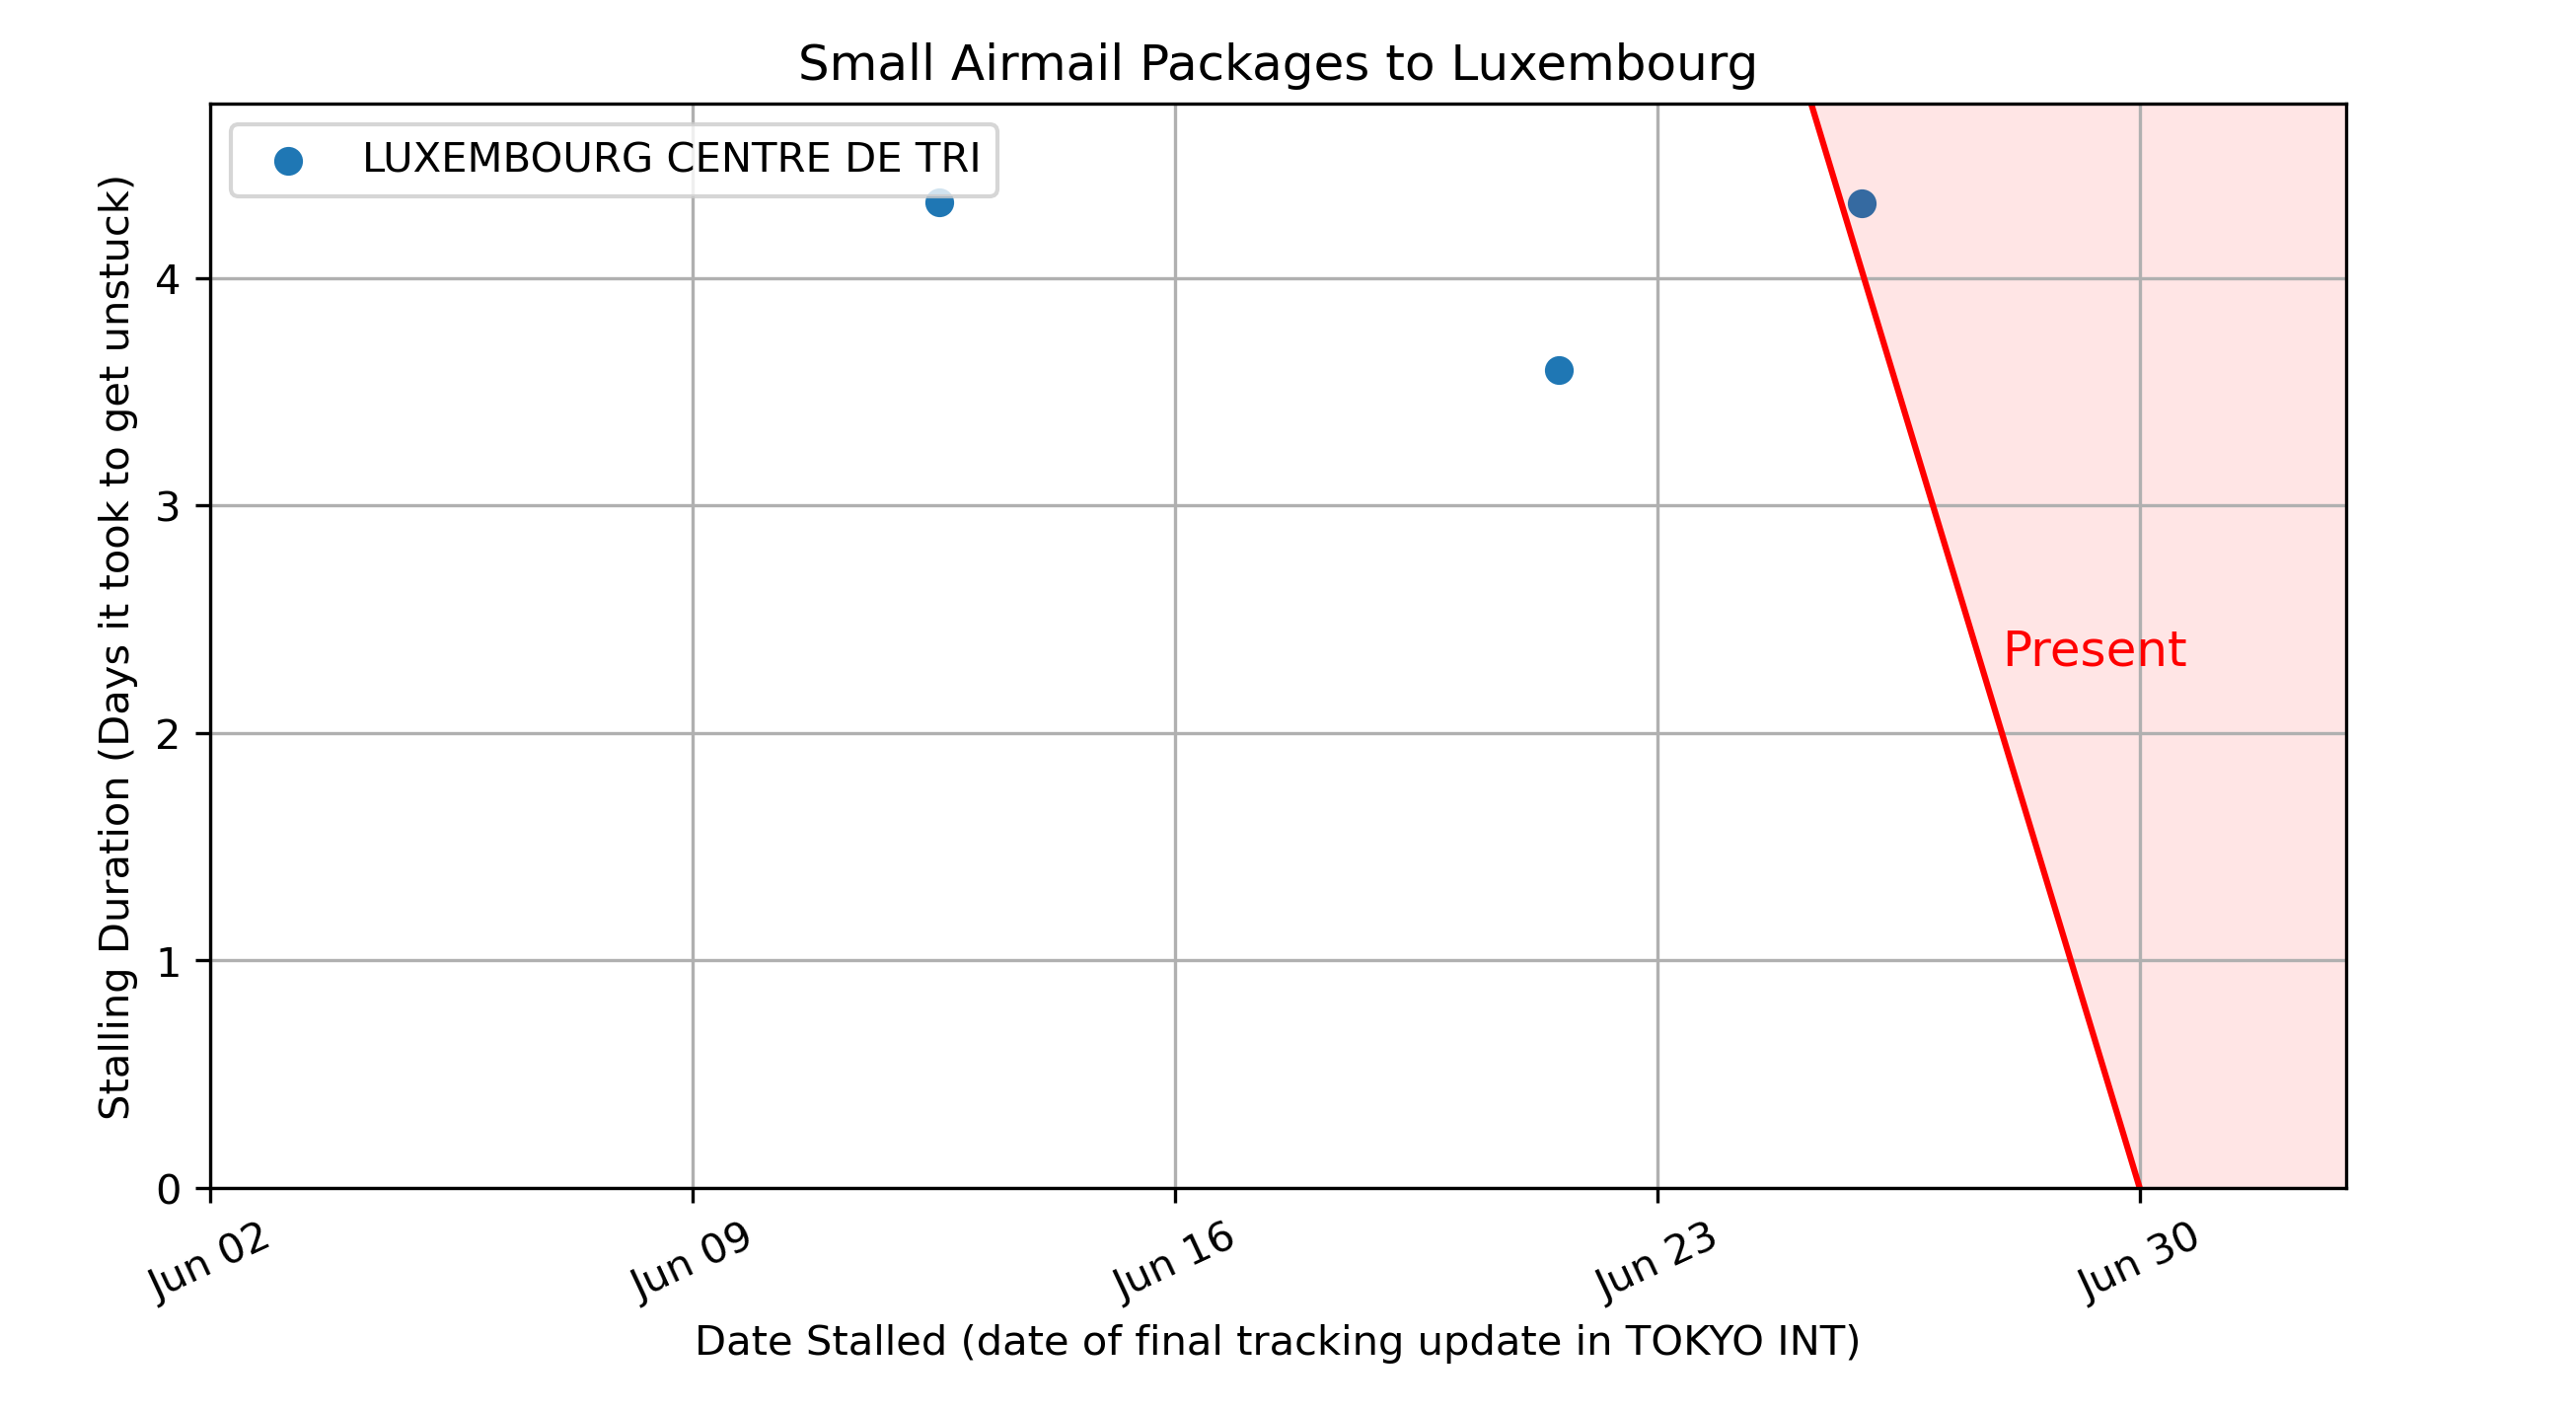 Small Airmail Packages to Luxembourg
LUXEMBOURG CENTRE DE TRI
Stalling Duration (Days it took to get unstuck)
4
3
2
1
0
Present
Jun 02
Jun 09
Jun 16
Jun 23
Jun 30
Date Stalled (date of final tracking update in TOKYO INT)